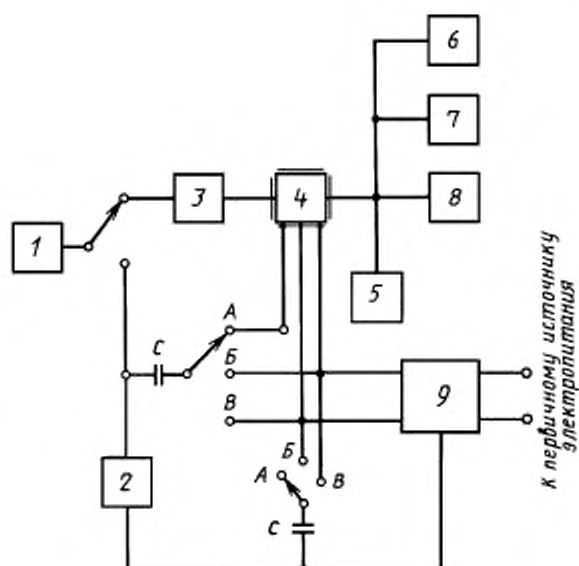 6
7
3
4
8
1
5
А
С
Б
9
В
Б
2
А
В
С
К первичному источнику
электропитания